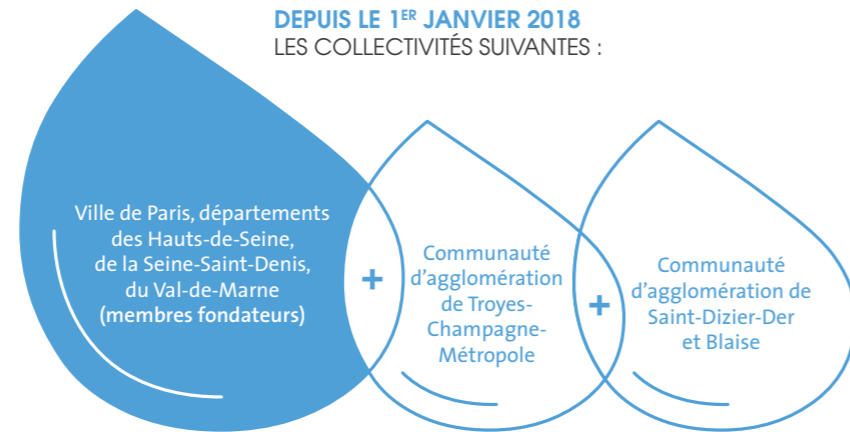 DEPUIS LE 1ER JANVIER 2018
LES COLLECTIVITÉS SUIVANTES :
Ville de Paris, départements
des Hauts-de-Seine,
de la Seine-Saint-Denis,
du Val-de-Marne
(membres fondateurs)
+
Communauté
d'agglomération
de Troyes-
Champagne-
Métropole
+
Communauté
d'agglomération de
Saint-Dizier-Der
et Blaise